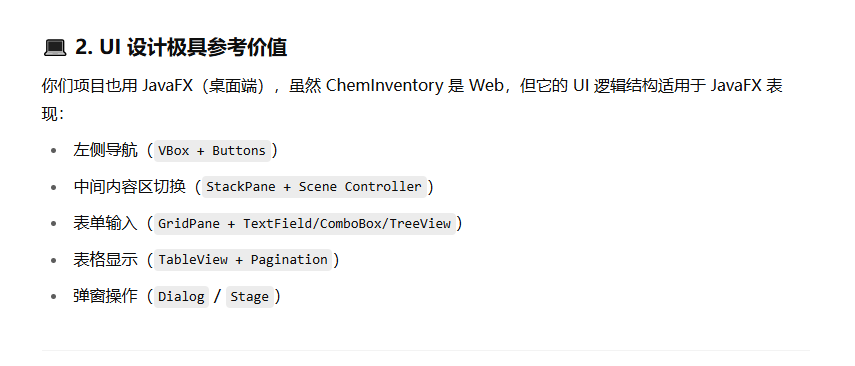 💻 2. UI 设计极具参考价值
你们项目也用 JavaFX（桌面端），虽然 ChemInventory 是 Web，但它的 UI 逻辑结构适用于 JavaFX 表
现：
• 左侧导航（VBox + Buttons）
• 中间内容区切换（StackPane + Scene Controller）
• 表单输入（GridPane + TextField/ComboBox/TreeView）
• 表格显示（TableView + Pagination）
• 弹窗操作（Dialog / Stage）